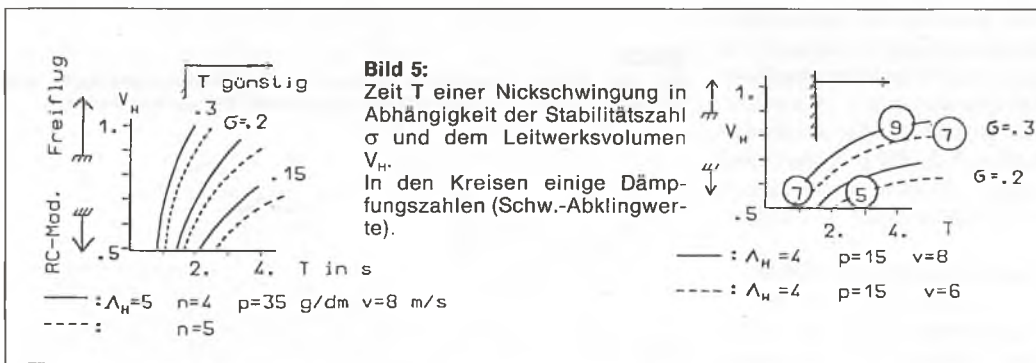 Freiflug
RC-Mod.
V_H
1.
.5
T günstig
.3
σ=.2
.15
2.
4.
T in s
—— : Λ_H=5 n=4 p=35 g/dm v=8 m/s
----- : n=5
Bild 5:
Zeit T einer Nickschwingung in
Abhängigkeit der Stabilitätszahl
σ und dem Leitwerksvolumen
V_H.
In den Kreisen einige Dämp-
fungszahlen (Schw.-Abklingwer-
te).
1.
V_H
.5
9
7
σ=.3
7
5
σ=.2
2.
4.
T
—— : Λ_H=4 p=15 v=8
----- : Λ_H=4 p=15 v=6